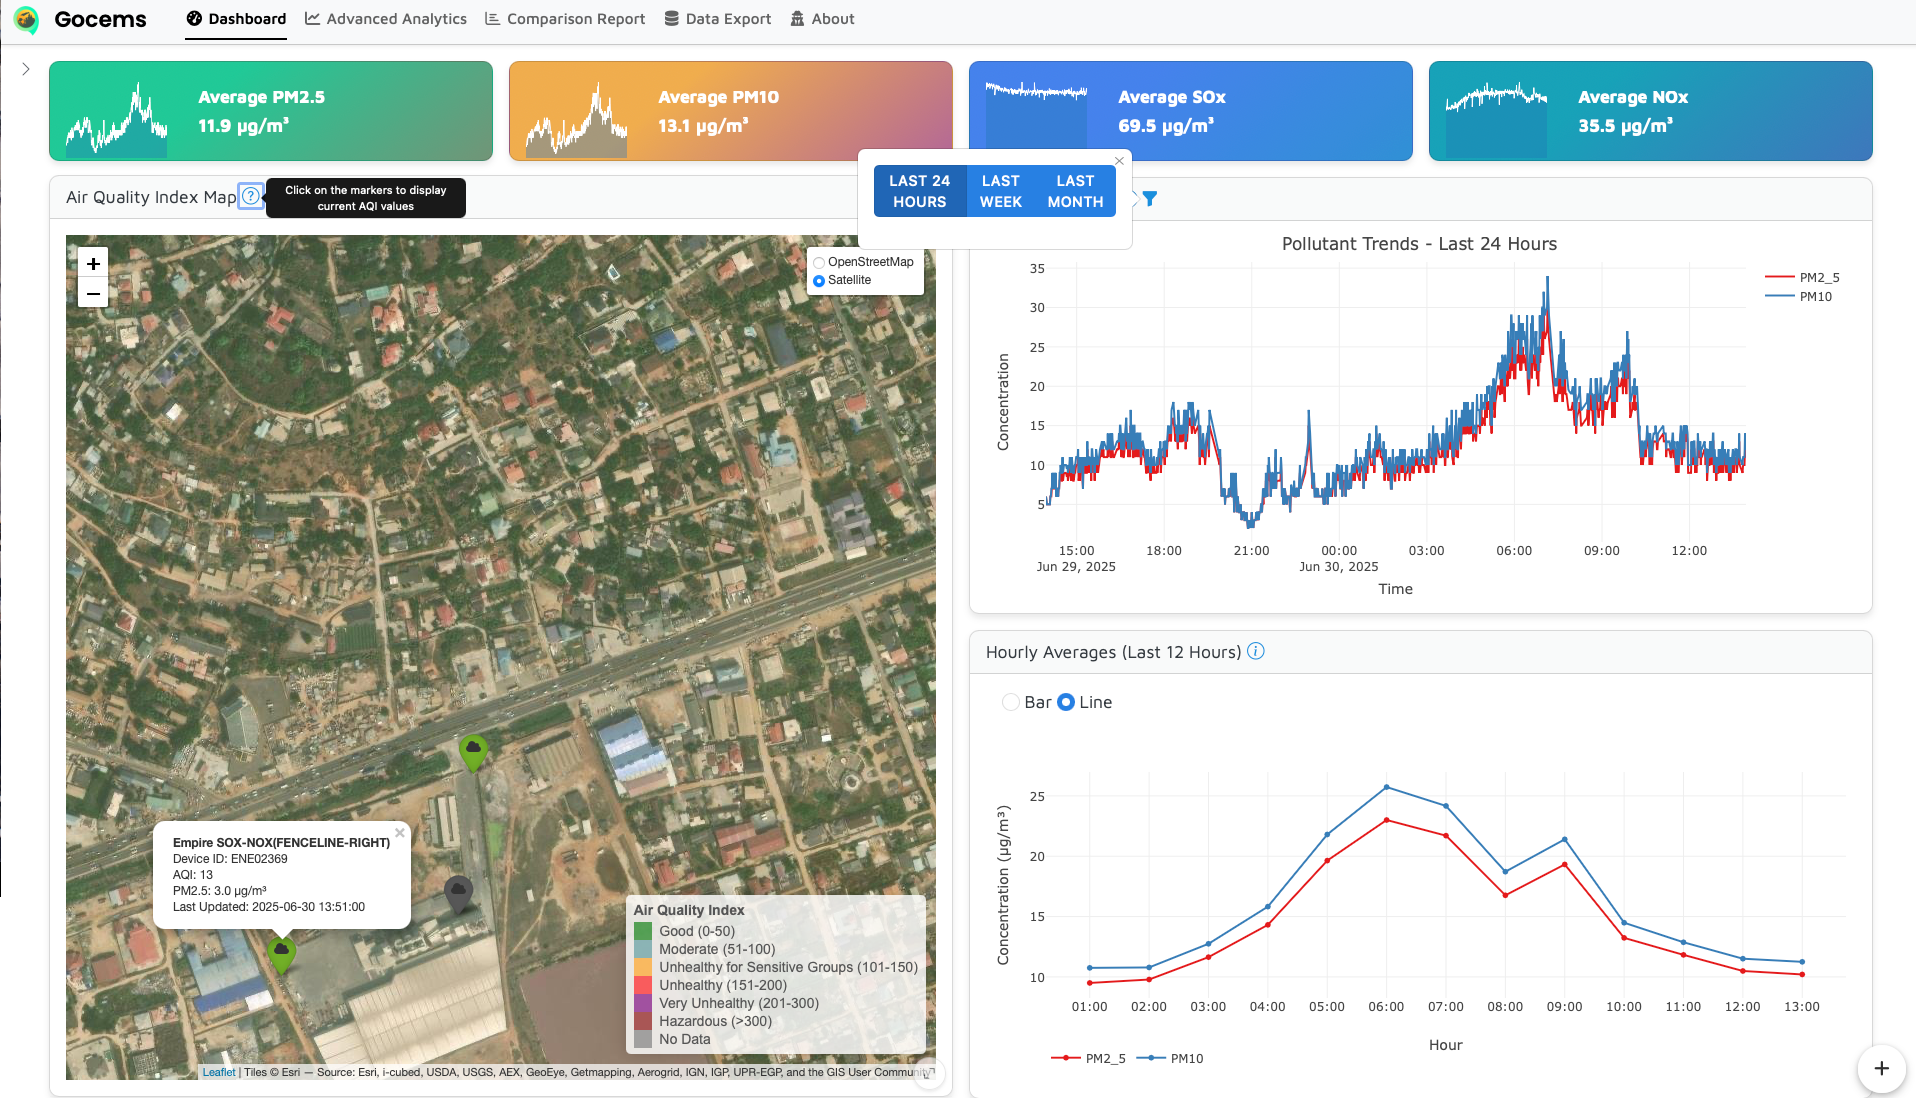 Gocems
Dashboard
Advanced Analytics
Comparison Report
Data Export
About
Average PM2.5
11.9 µg/m³
Average PM10
13.1 µg/m³
Average SOx
69.5 µg/m³
Average NOx
35.5 µg/m³
Air Quality Index Map
Click on the markers to display
current AQI values
LAST 24
HOURS
LAST
WEEK
LAST
MONTH
+
−
OpenStreetMap
Satellite
Empire SOX-NOX(FENCELINE-RIGHT)
Device ID: ENE02369
AQI: 13
PM2.5: 3.0 µg/m³
Last Updated: 2025-06-30 13:51:00
Air Quality Index
Good (0-50)
Moderate (51-100)
Unhealthy for Sensitive Groups (101-150)
Unhealthy (151-200)
Very Unhealthy (201-300)
Hazardous (>300)
No Data
Leaflet | Tiles © Esri — Source: Esri, i-cubed, USDA, USGS, AEX, GeoEye, Getmapping, Aerogrid, IGN, IGP, UPR-EGP, and the GIS User Community
Pollutant Trends - Last 24 Hours
35
30
25
20
15
10
5
Concentration
15:00
Jun 29, 2025
18:00
21:00
00:00
Jun 30, 2025
03:00
06:00
09:00
12:00
Time
PM2_5
PM10
Hourly Averages (Last 12 Hours)
Bar
Line
25
20
15
10
Concentration (µg/m³)
01:00
02:00
03:00
04:00
05:00
06:00
07:00
08:00
09:00
10:00
11:00
12:00
13:00
Hour
PM2_5
PM10
+